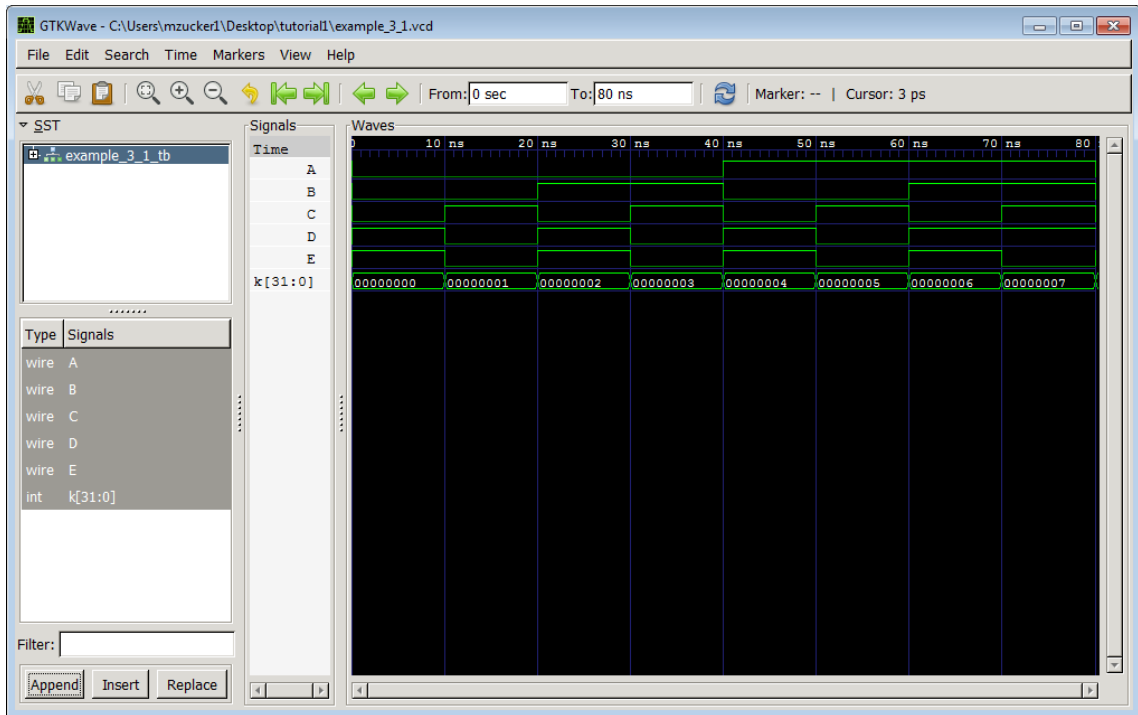 GTKWave - C:\Users\mzucker1\Desktop\tutorial1\example_3_1.vcd
File Edit Search Time Markers View Help
From: 0 sec To: 80 ns Marker: -- | Cursor: 3 ps
SST
example_3_1_tb
Type Signals
wire A
wire B
wire C
wire D
wire E
int k[31:0]
Filter:
Append Insert Replace
Signals
Time
A
B
C
D
E
k[31:0]
Waves
0 10 ns 20 ns 30 ns 40 ns 50 ns 60 ns 70 ns 80
00000000 00000001 00000002 00000003 00000004 00000005 00000006 00000007